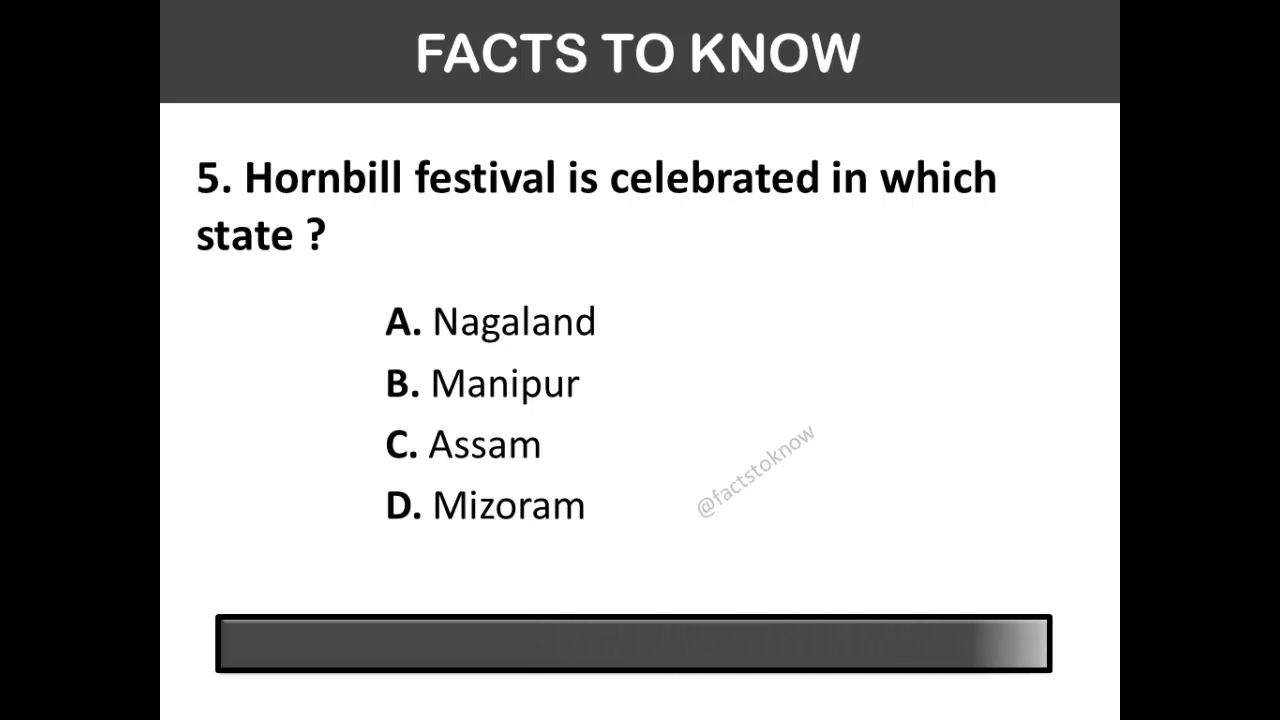 FACTS TO KNOW
5. Hornbill festival is celebrated in which
state ?
A. Nagaland
B. Manipur
C. Assam
D. Mizoram
@factstoknow